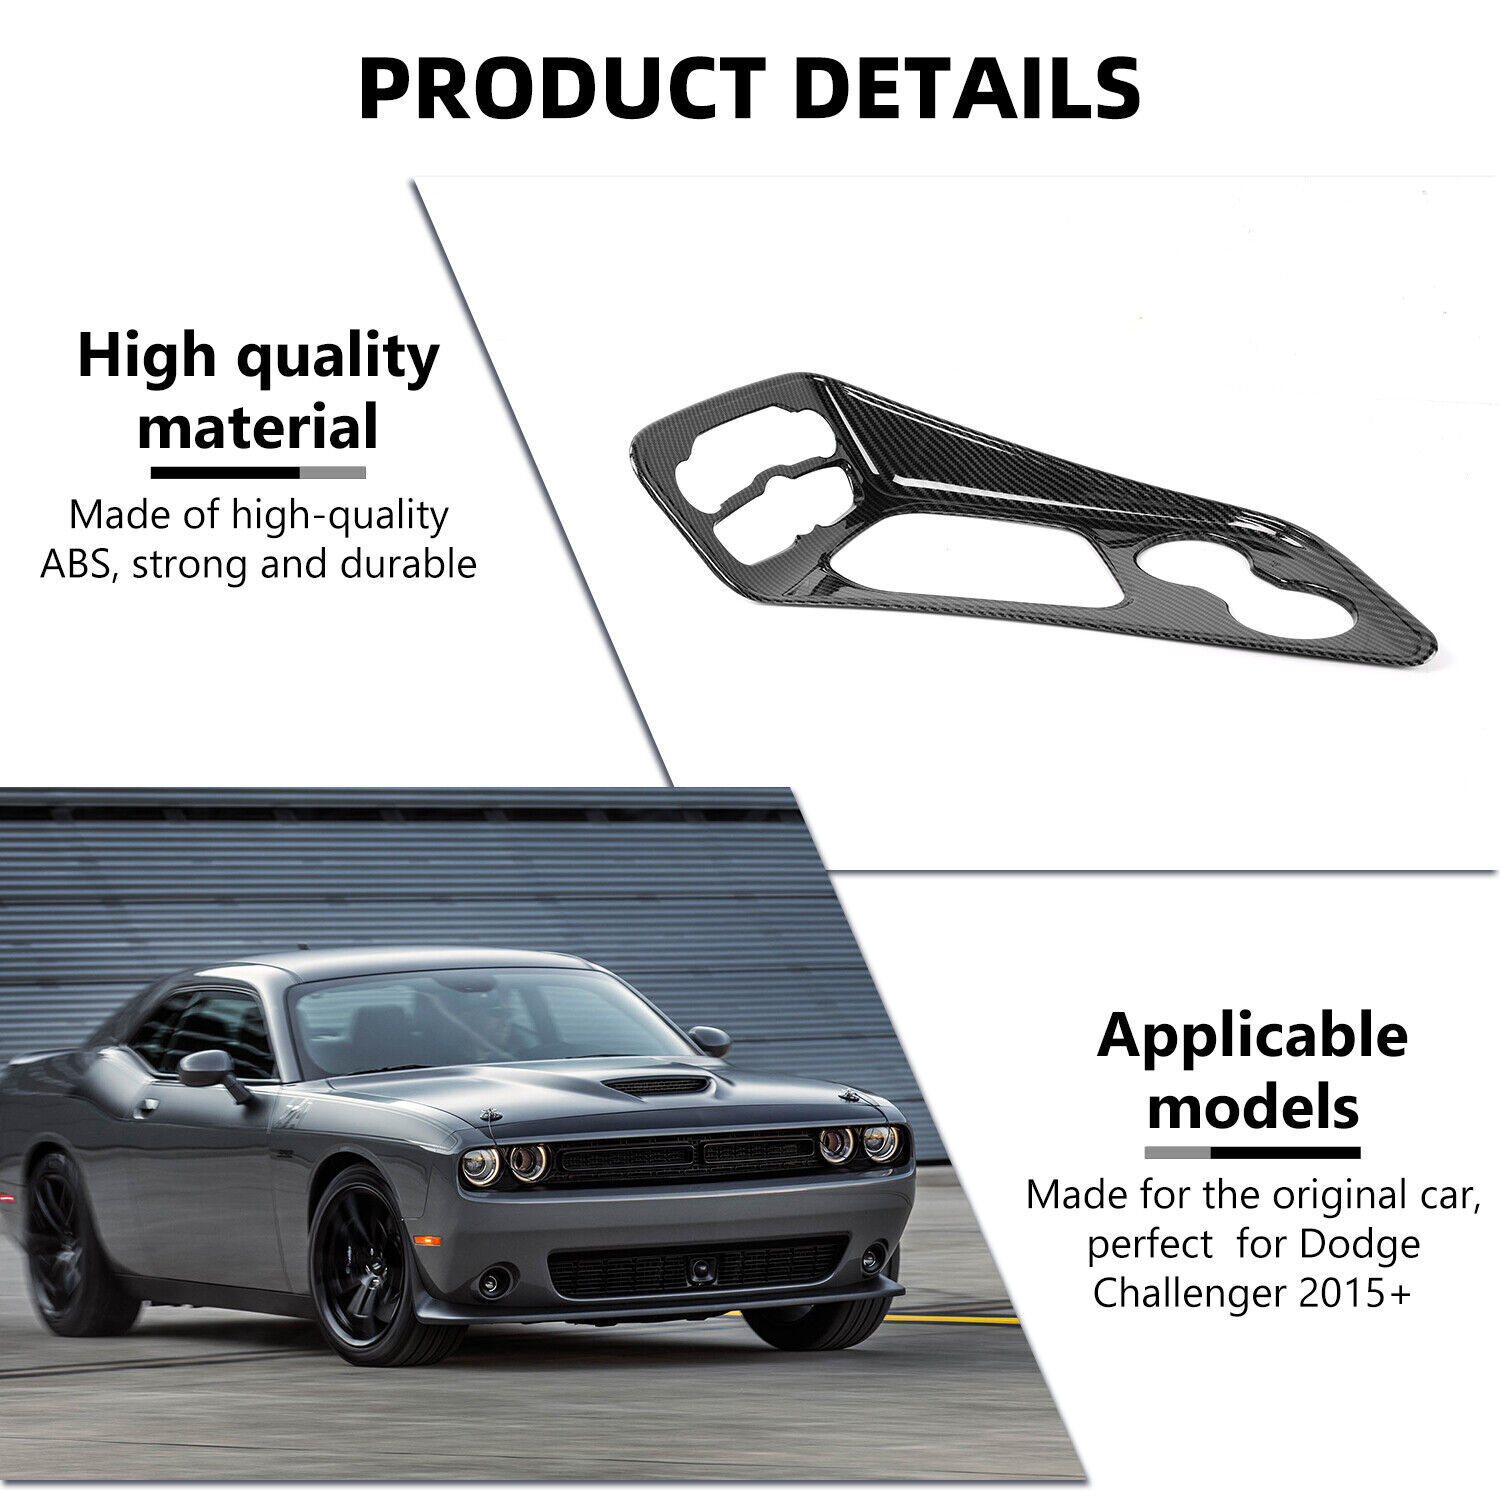 PRODUCT DETAILS
High quality
material
Made of high-quality
ABS, strong and durable
Applicable
models
Made for the original car,
perfect  for Dodge
Challenger 2015+